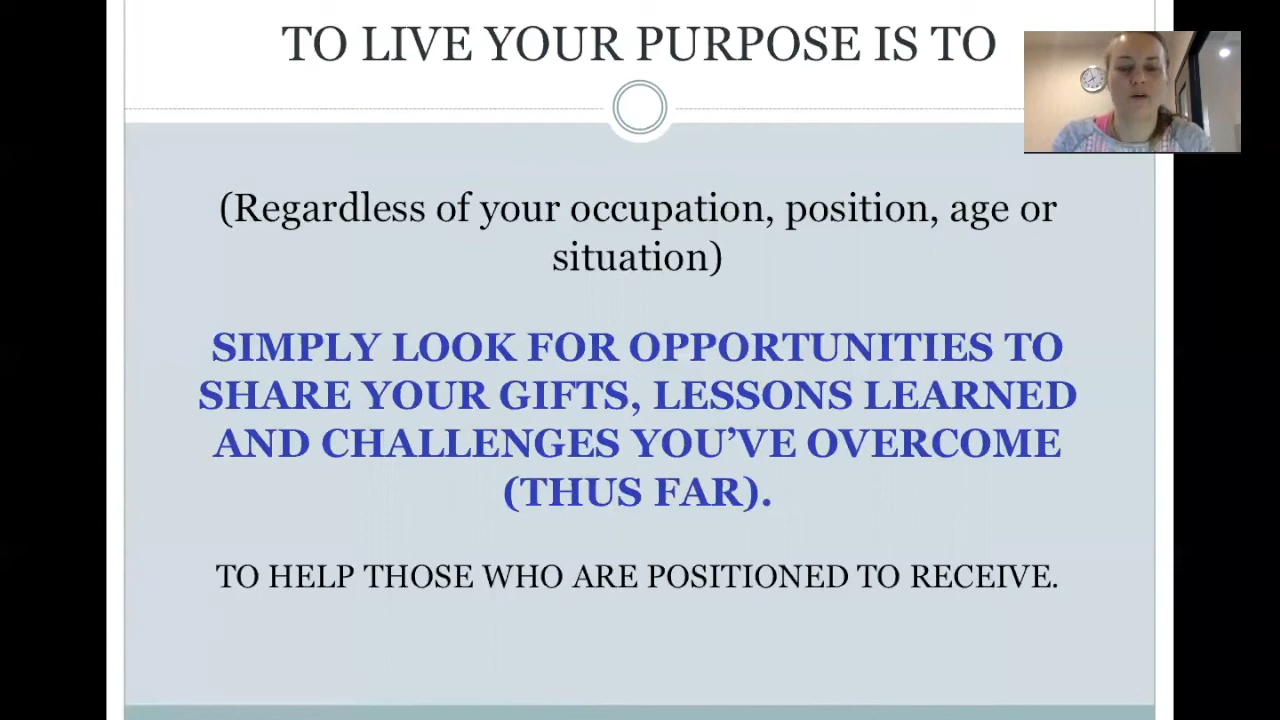 TO LIVE YOUR PURPOSE IS TO
(Regardless of your occupation, position, age or
situation)
SIMPLY LOOK FOR OPPORTUNITIES TO
SHARE YOUR GIFTS, LESSONS LEARNED
AND CHALLENGES YOU’VE OVERCOME
(THUS FAR).
TO HELP THOSE WHO ARE POSITIONED TO RECEIVE.